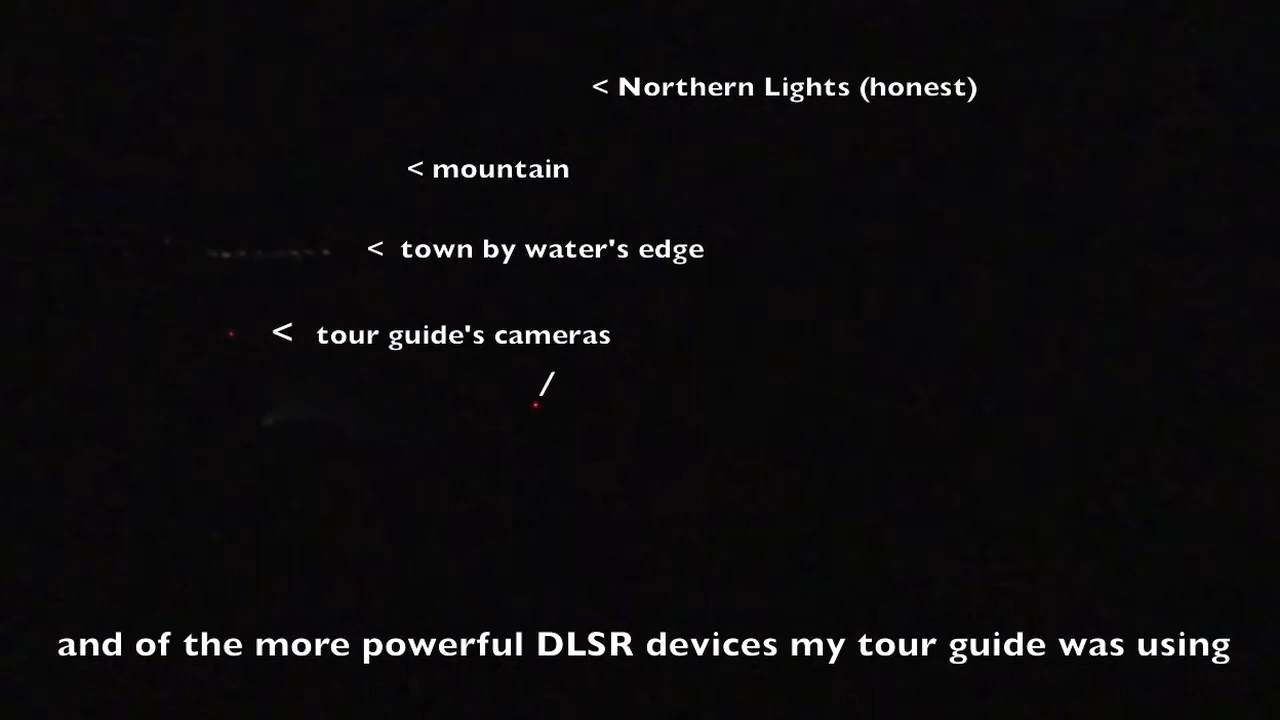 < Northern Lights (honest)
< mountain
< town by water's edge
< tour guide's cameras
/
and of the more powerful DLSR devices my tour guide was using